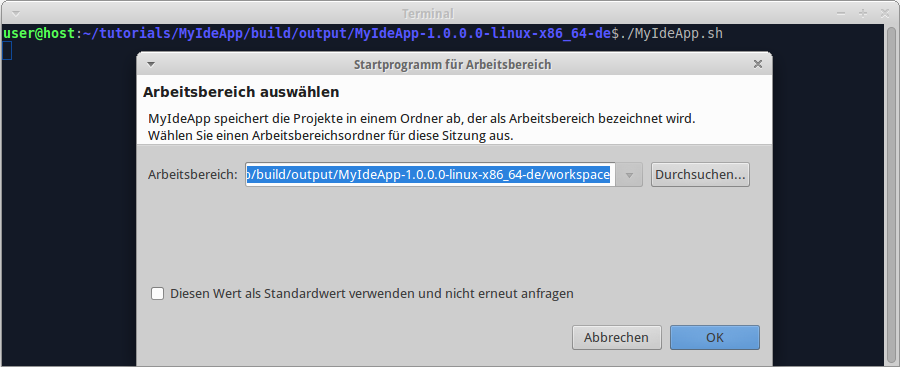 Terminal
user@host:~/tutorials/MyIdeApp/build/output/MyIdeApp-1.0.0.0-linux-x86_64-de$./MyIdeApp.sh
Startprogramm für Arbeitsbereich
Arbeitsbereich auswählen
MyIdeApp speichert die Projekte in einem Ordner ab, der als Arbeitsbereich bezeichnet wird.
Wählen Sie einen Arbeitsbereichsordner für diese Sitzung aus.
Arbeitsbereich: /build/output/MyIdeApp-1.0.0.0-linux-x86_64-de/workspace Durchsuchen...
Diesen Wert als Standardwert verwenden und nicht erneut anfragen
Abbrechen OK